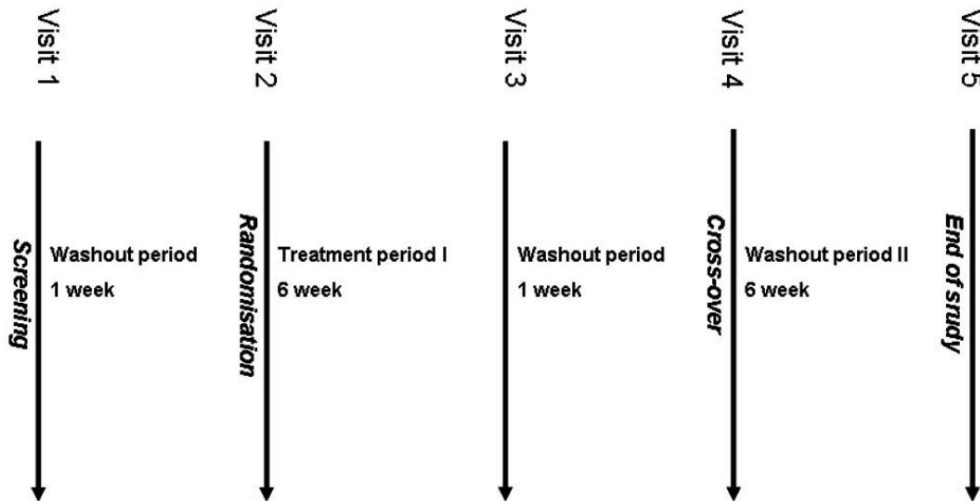 Visit 1
Visit 2
Visit 3
Visit 4
Visit 5
Screening
Washout period
1 week
Randomisation
Treatment period I
6 week
Washout period
1 week
Cross-over
Washout period II
6 week
End of srudy